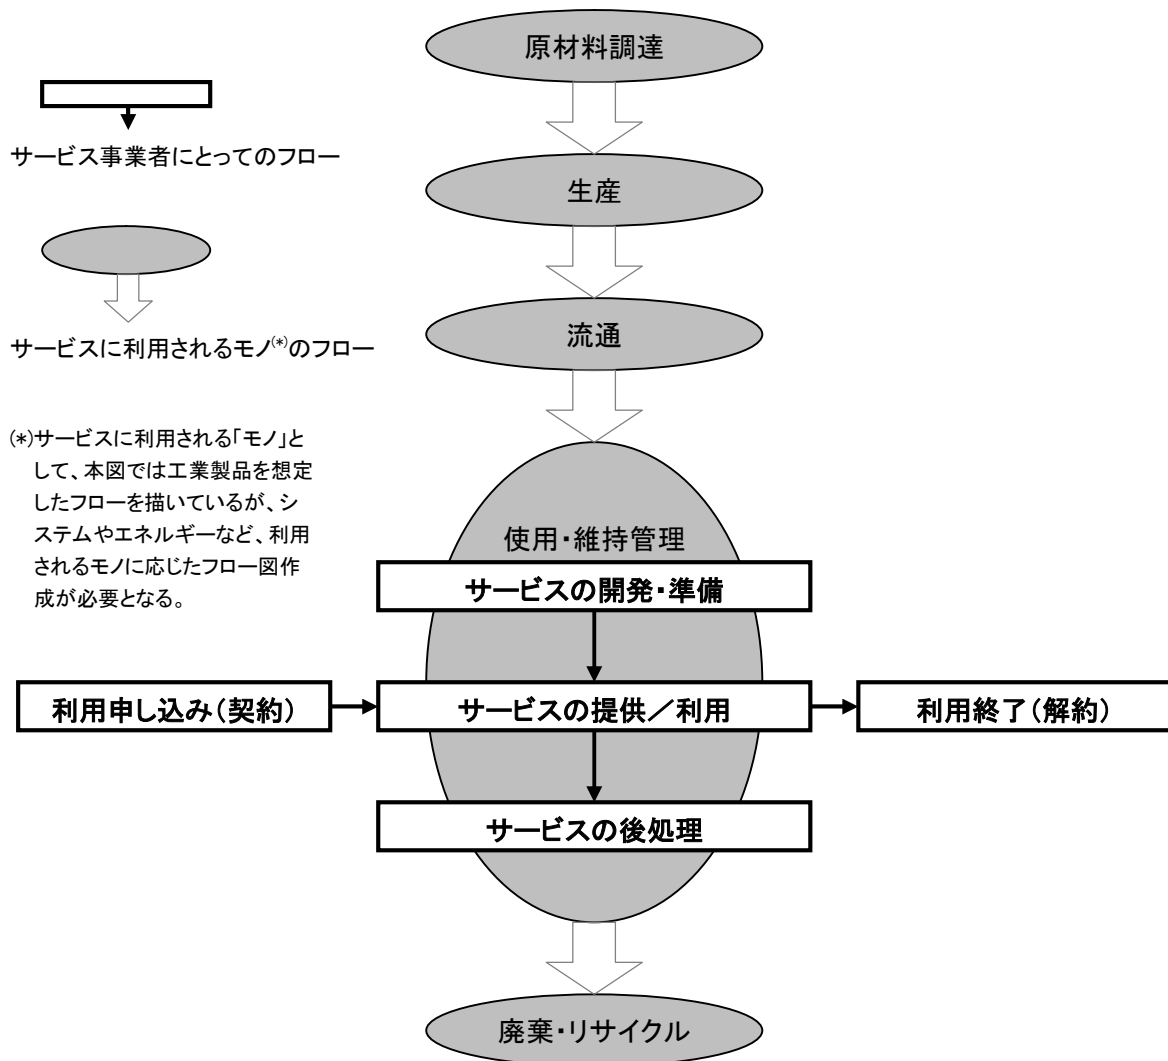 原材料調達
サービス事業者にとってのフロー
生産
サービスに利用されるモノ(*)のフロー
流通
(*)サービスに利用される「モノ」と
して、本図では工業製品を想定
したフローを描いているが、シ
ステムやエネルギーなど、利用
されるモノに応じたフロー図作
成が必要となる。
使用・維持管理
サービスの開発・準備
利用申し込み(契約)
サービスの提供／利用
利用終了(解約)
サービスの後処理
廃棄・リサイクル